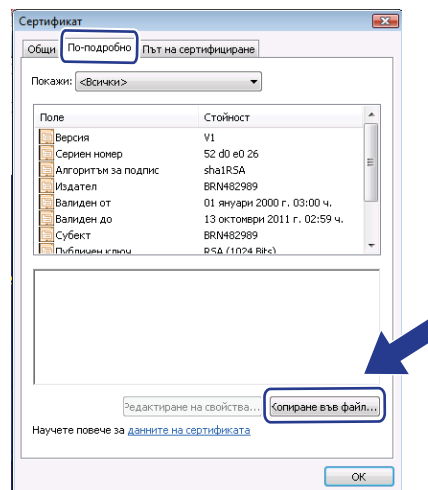 Сертификат
Общи По-подробно Път на сертифициране
Покажи: <Всички>
Поле Стойност
Версия V1
Сериен номер 52 d0 e0 26
Алгоритъм за подпис sha1RSA
Издател BRN482989
Валиден от 01 януари 2000 г. 03:00 ч.
Валиден до 13 октомври 2011 г. 02:59 ч.
Субект BRN482989
Публичен ключ RSA (1024 Bits)
Редактиране на свойства... Копиране във файл...
Научете повече за данните на сертификата
OK